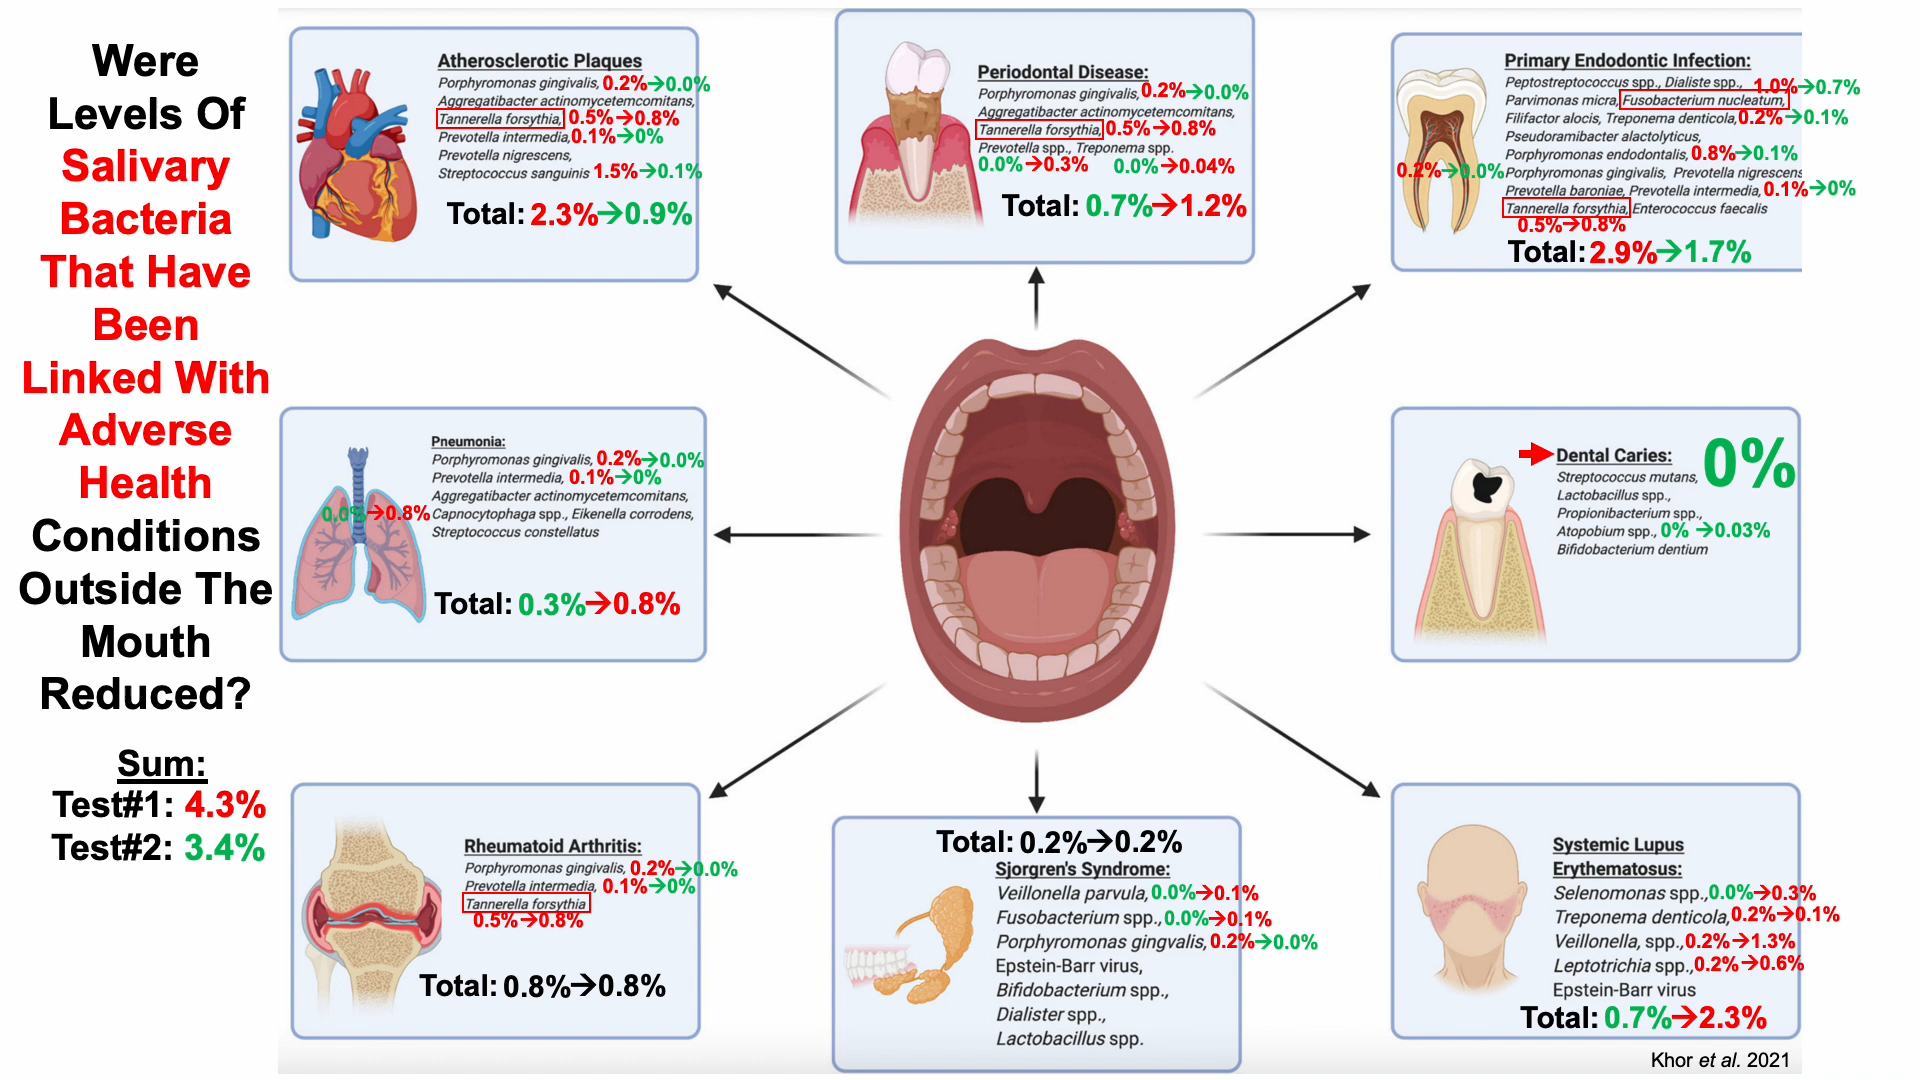 Were
Levels Of
Salivary
Bacteria
That Have
Been
Linked With
Adverse
Health
Conditions
Outside The
Mouth
Reduced?
Sum:
Test#1: 4.3%
Test#2: 3.4%
Atherosclerotic Plaques
Porphyromonas gingivalis, 0.2%→0.0%
Aggregatibacter actinomycetemcomitans,
Tannerella forsythia, 0.5%→0.8%
Prevotella intermedia, 0.1%→0%
Prevotella nigrescens,
Streptococcus sanguinis 1.5%→0.1%
Total: 2.3%→0.9%
Periodontal Disease:
Porphyromonas gingivalis, 0.2%→0.0%
Aggregatibacter actinomycetemcomitans,
Tannerella forsythia, 0.5%→0.8%
Prevotella spp., Treponema spp.
0.0%→0.3% 0.0%→0.04%
Total: 0.7%→1.2%
Primary Endodontic Infection:
Peptostreptococcus spp., Dialiste spp., 1.0%→0.7%
Parvimonas micra, Fusobacterium nucleatum,
Filifactor alocis, Treponema denticola, 0.2%→0.1%
Pseudoramibacter alactolyticus,
Porphyromonas endodontalis, 0.8%→0.1%
0.2%→0.0% Porphyromonas gingivalis, Prevotella nigrescens
Prevotella baroniae, Prevotella intermedia, 0.1%→0%
Tannerella forsythia, Enterococcus faecalis
0.5%→0.8%
Total: 2.9%→1.7%
Pneumonia:
Porphyromonas gingivalis, 0.2%→0.0%
Prevotella intermedia, 0.1%→0%
Aggregatibacter actinomycetemcomitans,
0.0%→0.8% Capnocytophaga spp., Eikenella corrodens,
Streptococcus constellatus
Total: 0.3%→0.8%
Dental Caries: 0%
Streptococcus mutans,
Lactobacillus spp.,
Propionibacterium spp.,
Atopobium spp., 0% →0.03%
Bifidobacterium dentium
Rheumatoid Arthritis:
Porphyromonas gingivalis, 0.2%→0.0%
Prevotella intermedia, 0.1%→0%
Tannerella forsythia
0.5%→0.8%
Total: 0.8%→0.8%
Total: 0.2%→0.2%
Sjorgren's Syndrome:
Veillonella parvula, 0.0%→0.1%
Fusobacterium spp., 0.0%→0.1%
Porphyromonas gingvalis, 0.2%→0.0%
Epstein-Barr virus,
Bifidobacterium spp.,
Dialister spp.,
Lactobacillus spp.
Systemic Lupus
Erythematosus:
Selenomonas spp., 0.0%→0.3%
Treponema denticola, 0.2%→0.1%
Veillonella, spp., 0.2%→1.3%
Leptotrichia spp., 0.2%→0.6%
Epstein-Barr virus
Total: 0.7%→2.3%
Khor et al. 2021